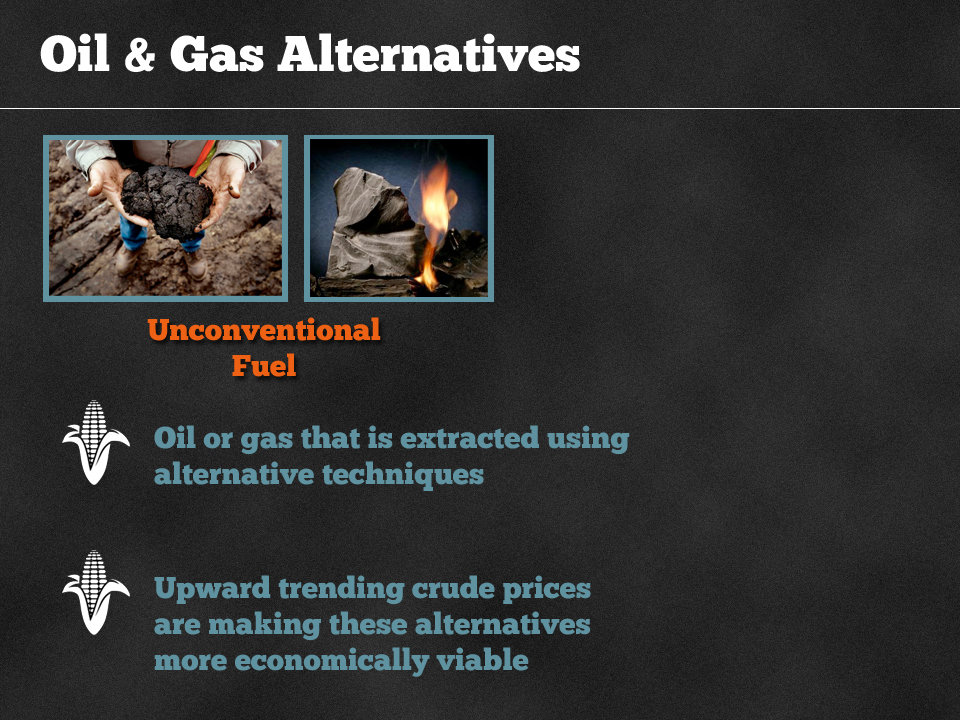 Oil & Gas Alternatives
Unconventional
Fuel
Oil or gas that is extracted using
alternative techniques
Upward trending crude prices
are making these alternatives
more economically viable